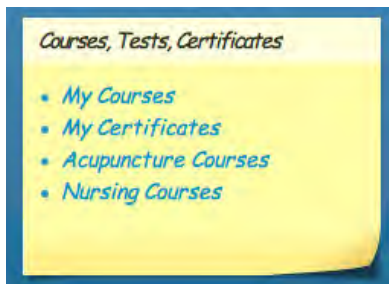 Courses, Tests, Certificates
• My Courses
• My Certificates
• Acupuncture Courses
• Nursing Courses